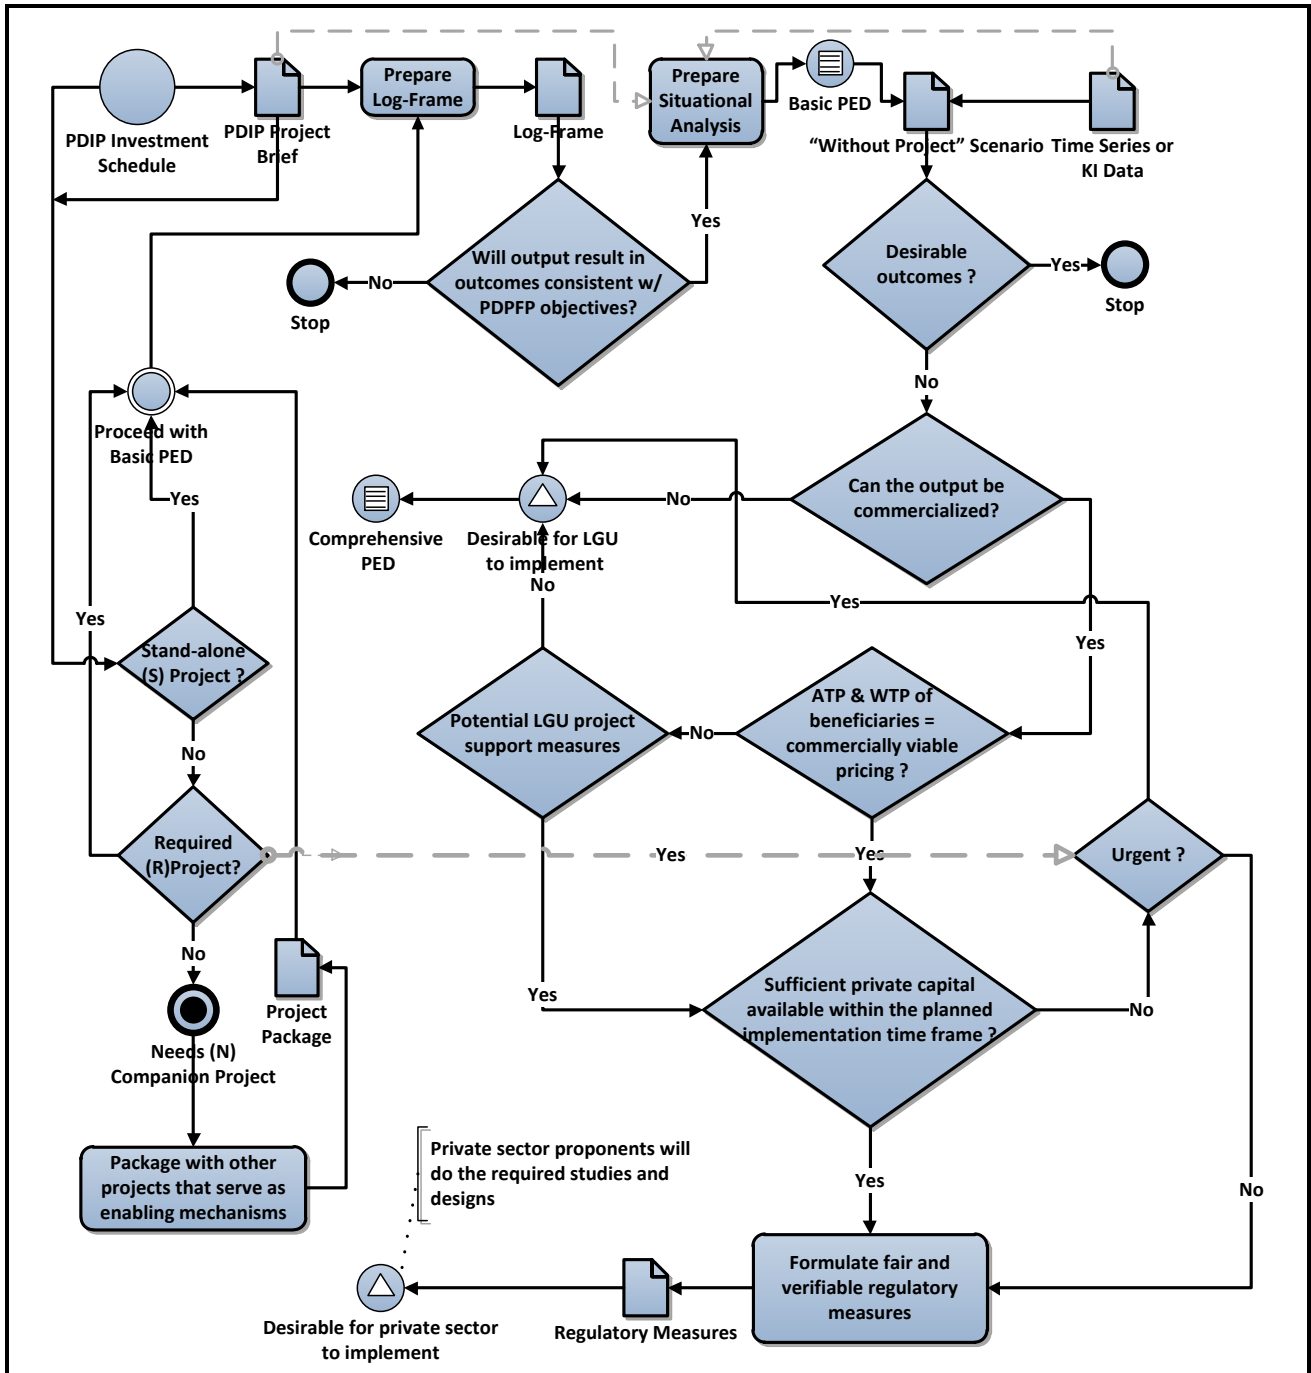 PDIP Investment
Schedule
PDIP Project
Brief
Prepare
Log-Frame
Log-Frame
Prepare
Situational
Analysis
Basic PED
“Without Project” Scenario
Time Series or
KI Data
Will output result in
outcomes consistent w/
PDPFP objectives?
No
Stop
Yes
Desirable
outcomes ?
Yes
Stop
No
Proceed with
Basic PED
Yes
Can the output be
commercialized?
No
Desirable for LGU
to implement
Comprehensive
PED
No
Yes
Yes
Yes
Stand-alone
(S) Project ?
No
Potential LGU project
support measures
No
ATP & WTP of
beneficiaries =
commercially viable
pricing ?
Required
(R)Project?
Yes
Yes
Urgent ?
No
Needs (N)
Companion Project
Project
Package
Yes
Sufficient private capital
available within the planned
implementation time frame ?
No
Package with other
projects that serve as
enabling mechanisms
Private sector proponents will
do the required studies and
designs
Yes
No
Formulate fair and
verifiable regulatory
measures
Regulatory Measures
Desirable for private sector
to implement